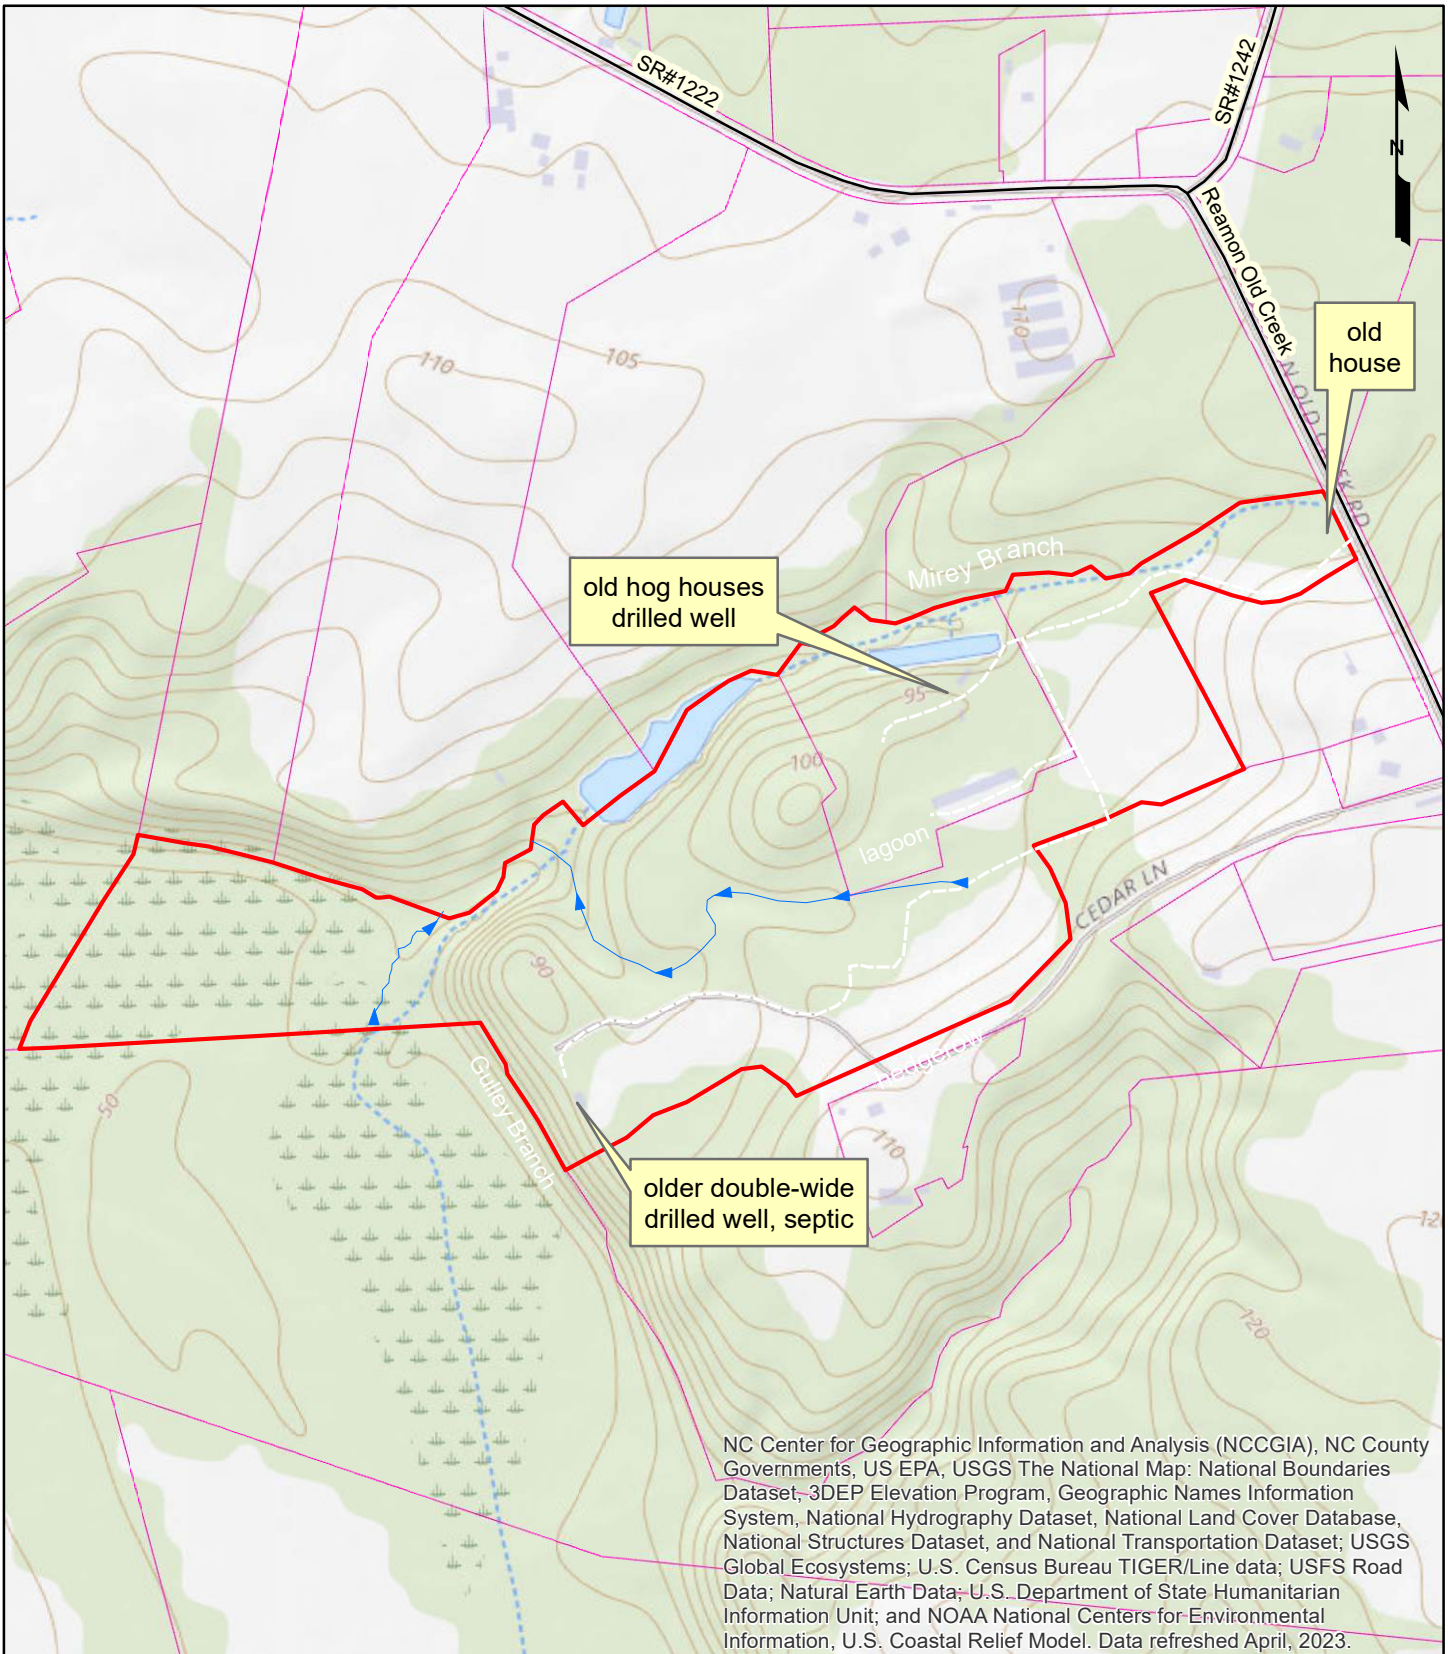 SR#1222
SR#1242
N
Reamon Old Creek
N OLD CREEK RD
old
house
110
110
105
old hog houses
drilled well
Mirey Branch
95
100
lagoon
CEDAR LN
90
hedgerow
50
Gulley Branch
110
older double-wide
drilled well, septic
120
NC Center for Geographic Information and Analysis (NCCGIA), NC County
Governments, US EPA, USGS The National Map: National Boundaries
Dataset, 3DEP Elevation Program, Geographic Names Information
System, National Hydrography Dataset, National Land Cover Database,
National Structures Dataset, and National Transportation Dataset; USGS
Global Ecosystems; U.S. Census Bureau TIGER/Line data; USFS Road
Data; Natural Earth Data; U.S. Department of State Humanitarian
Information Unit; and NOAA National Centers for Environmental
Information, U.S. Coastal Relief Model. Data refreshed April, 2023.